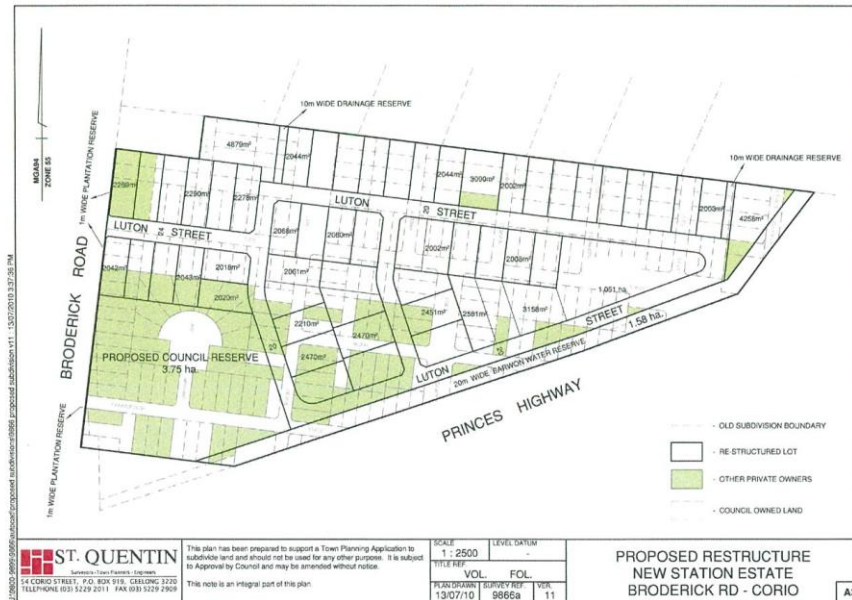 10m WIDE DRAINAGE RESERVE
4879m²
2044m²
2044m²
3000m²
2002m²
10m WIDE DRAINAGE RESERVE
2003m²
4258m²
MGA94
ZONE 55
1m WIDE PLANTATION RESERVE
2290m²
2278m²
LUTON STREET
20
LUTON STREET
24
2068m²
2060m²
2002m²
2008m²
2042m²
2043m²
2018m²
2061m²
2020m²
1.051 ha.
BRODERICK ROAD
2210m²
2451m²
2581m²
3158m²
2470m²
2470m²
20
PROPOSED COUNCIL RESERVE
3.75 ha.
LUTON STREET
1.58 ha.
20m WIDE BARWON WATER RESERVE
PRINCES HIGHWAY
1m WIDE PLANTATION RESERVE
- OLD SUBDIVISION BOUNDARY
- RE-STRUCTURED LOT
- OTHER PRIVATE OWNERS
- COUNCIL OWNED LAND
ST. QUENTIN
Surveyors - Town Planners - Engineers
54 CORIO STREET, P.O. BOX 919, GEELONG 3220
TELEPHONE (03) 5229 2011 FAX (03) 5229 2909
This plan has been prepared to support a Town Planning Application to
subdivide land and should not be used for any other purpose. It is subject
to Approval by Council and may be amended without notice.
This note is an integral part of this plan
SCALE
1 : 2500
LEVEL DATUM
-
TITLE REF
VOL. FOL.
PLAN DRAWN
13/07/10
SURVEY REF.
9866a
VER.
11
PROPOSED RESTRUCTURE
NEW STATION ESTATE
BRODERICK RD - CORIO